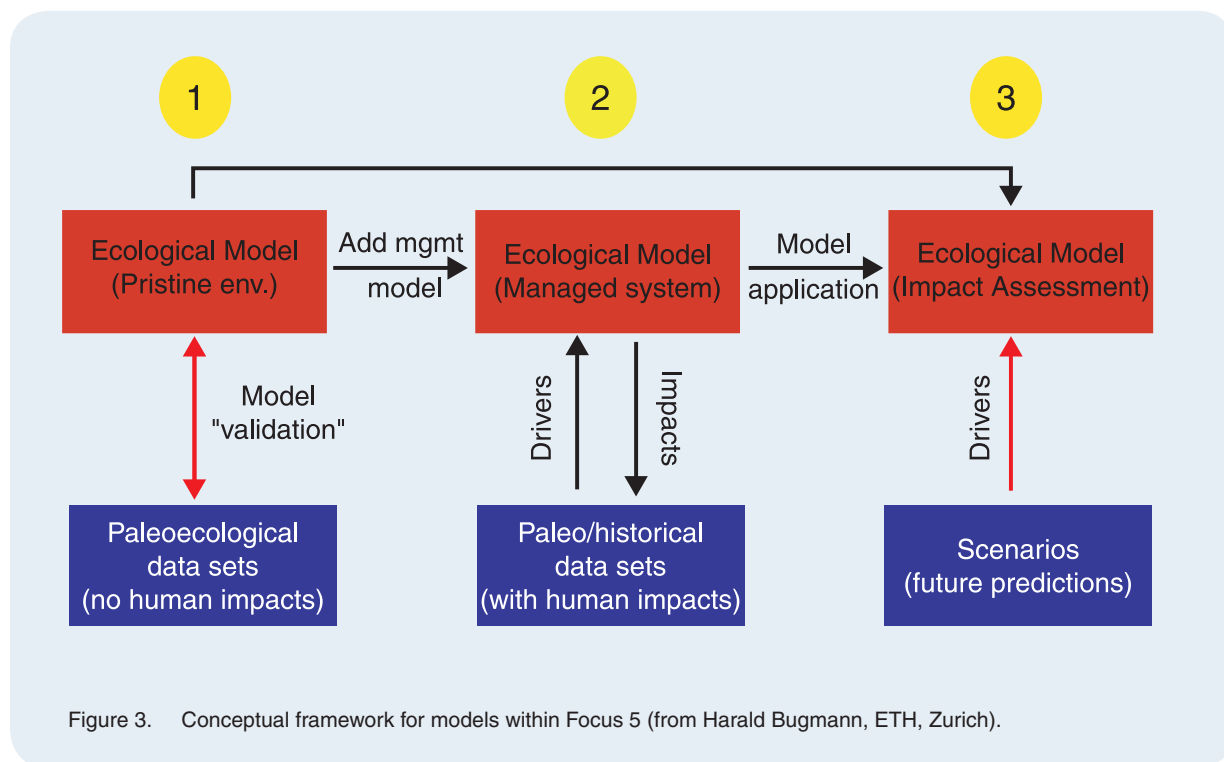 1
2
3
Ecological Model
(Pristine env.)
Add mgmt
model
Ecological Model
(Managed system)
Model
application
Ecological Model
(Impact Assessment)
Model
"validation"
Drivers
Impacts
Drivers
Paleoecological
data sets
(no human impacts)
Paleo/historical
data sets
(with human impacts)
Scenarios
(future predictions)
Figure 3. Conceptual framework for models within Focus 5 (from Harald Bugmann, ETH, Zurich).